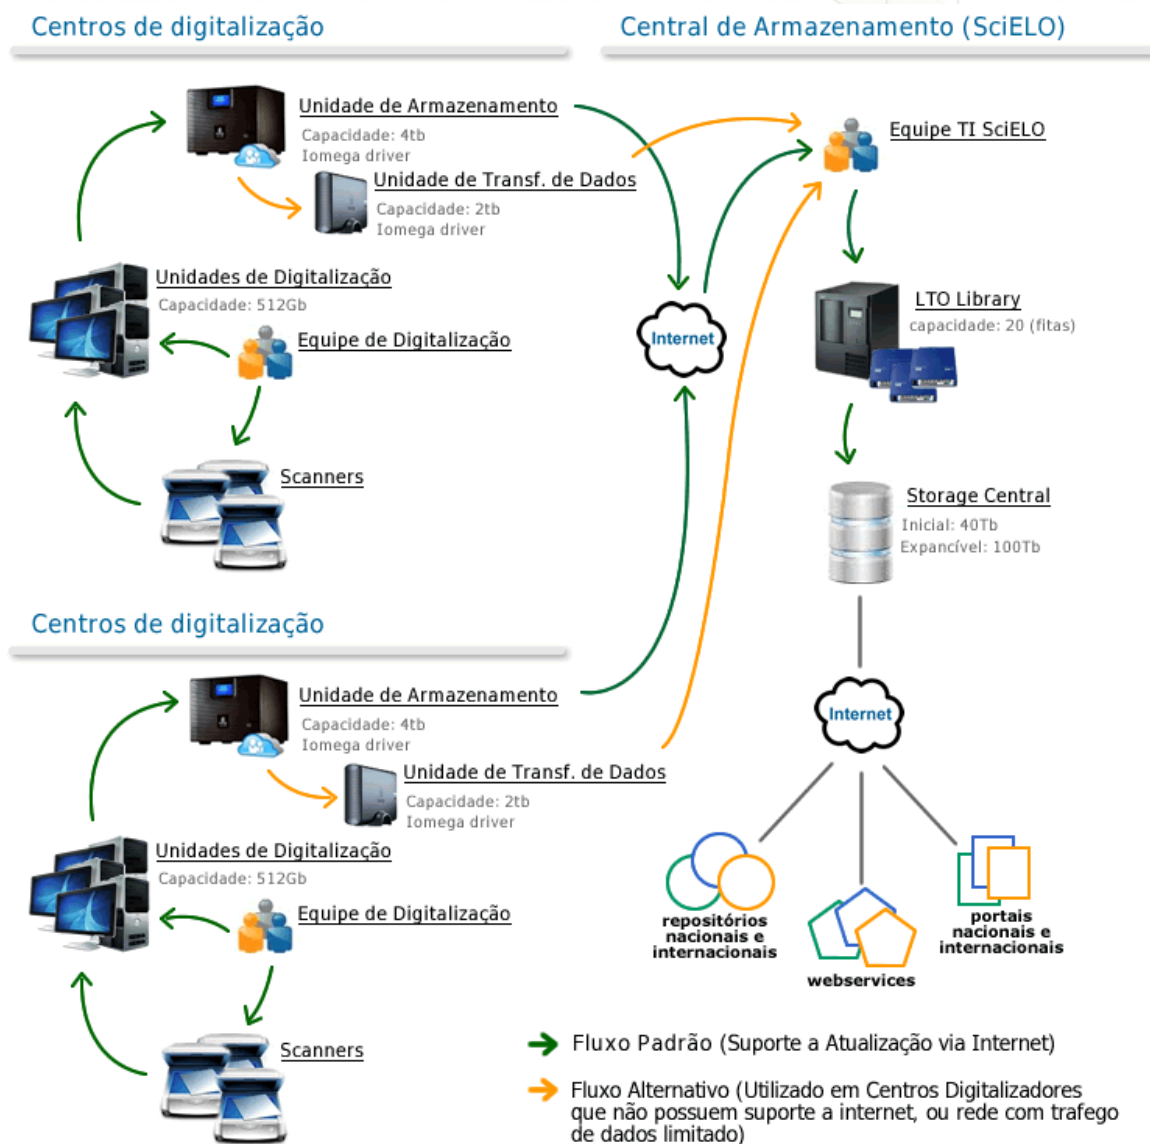 Centros de digitalização
Unidade de Armazenamento
Capacidade: 4tb
Iomega driver
Unidade de Transf. de Dados
Capacidade: 2tb
Iomega driver
Unidades de Digitalização
Capacidade: 512Gb
Equipe de Digitalização
Scanners
Centros de digitalização
Unidade de Armazenamento
Capacidade: 4tb
Iomega driver
Unidade de Transf. de Dados
Capacidade: 2tb
Iomega driver
Unidades de Digitalização
Capacidade: 512Gb
Equipe de Digitalização
Scanners
Central de Armazenamento (SciELO)
Equipe TI SciELO
Internet
LTO Library
capacidade: 20 (fitas)
Storage Central
Inicial: 40Tb
Expancível: 100Tb
Internet
repositórios
nacionais e
internacionais
webservices
portais
nacionais e
internacionais
Fluxo Padrão (Suporte a Atualização via Internet)
Fluxo Alternativo (Utilizado em Centros Digitalizadores
que não possuem suporte a internet, ou rede com trafego
de dados limitado)